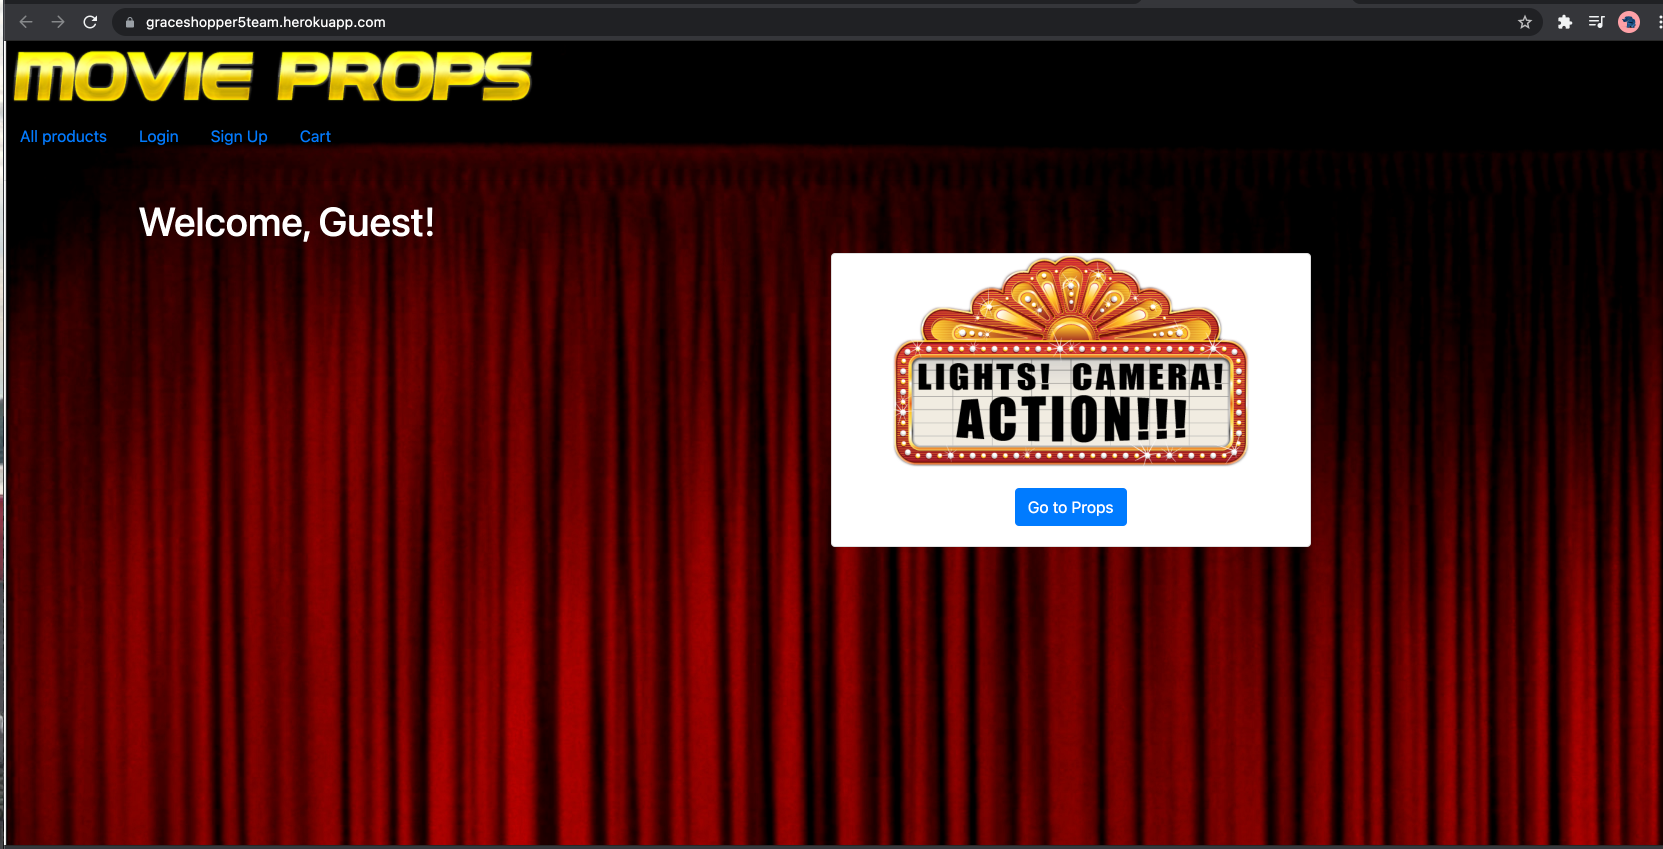 graceshopper5team.herokuapp.com
MOVIE PROPS
All products Login Sign Up Cart
Welcome, Guest!
LIGHTS! CAMERA!
ACTION!!!
Go to Props